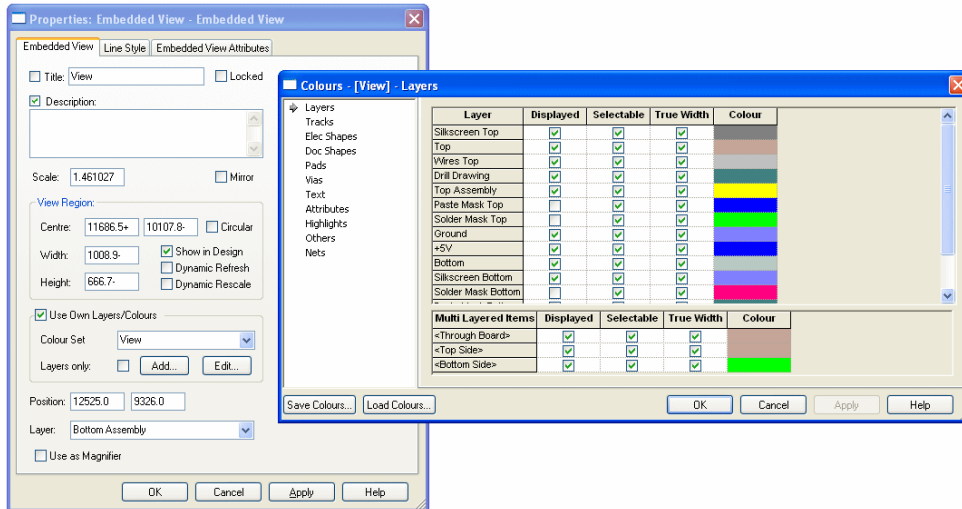 Properties: Embedded View - Embedded View
Embedded View Line Style Embedded View Attributes
Title: View Locked
Description:
Scale: 1.461027 Mirror
View Region:
Centre: 11686.5+ 10107.8- Circular
Width: 1008.9- Show in Design
Dynamic Refresh
Height: 666.7- Dynamic Rescale
Use Own Layers/Colours
Colour Set View
Layers only: Add... Edit...
Position: 12525.0 9326.0
Layer: Bottom Assembly
Use as Magnifier
OK Cancel Apply Help
Colours - [View] - Layers
Layers
Tracks
Elec Shapes
Doc Shapes
Pads
Vias
Text
Attributes
Highlights
Others
Nets
Layer Displayed Selectable True Width Colour
Silkscreen Top
Top
Wires Top
Drill Drawing
Top Assembly
Paste Mask Top
Solder Mask Top
Ground
+5V
Bottom
Silkscreen Bottom
Solder Mask Bottom
Multi Layered Items Displayed Selectable True Width Colour
<Through Board>
<Top Side>
<Bottom Side>
Save Colours... Load Colours... OK Cancel Apply Help